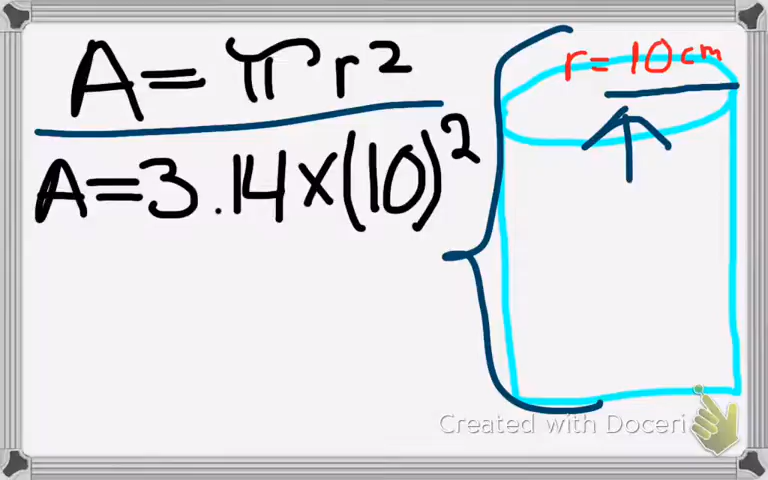 A = πr²
r = 10 cm
A = 3.14 × (10)²
Created with Doceri